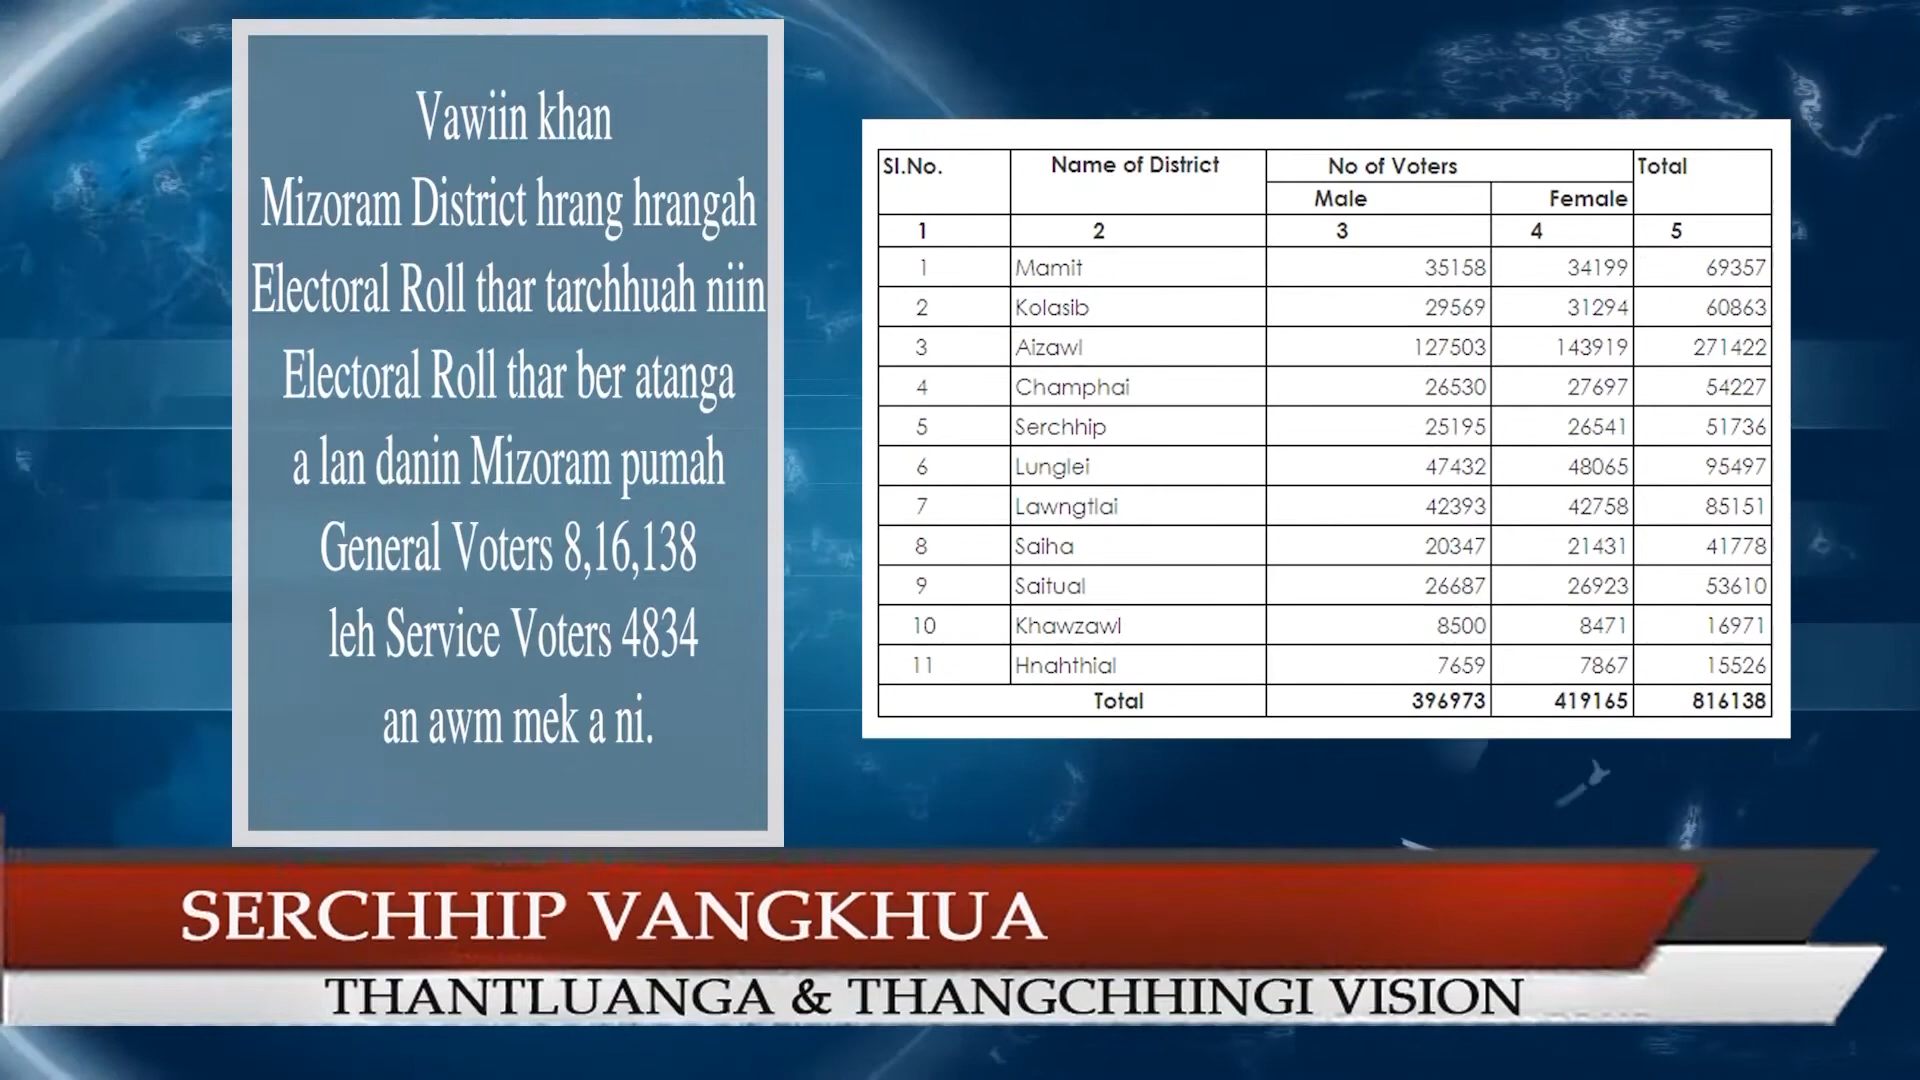 Vawiin khan
Mizoram District hrang hrangah
Electoral Roll thar tarchhuah niin
Electoral Roll thar ber atanga
a lan danin Mizoram pumah
General Voters 8,16,138
leh Service Voters 4834
an awm mek a ni.
Sl.No. Name of District No of Voters Total
Male Female
1 2 3 4 5
1 Mamit 35158 34199 69357
2 Kolasib 29569 31294 60863
3 Aizawl 127503 143919 271422
4 Champhai 26530 27697 54227
5 Serchhip 25195 26541 51736
6 Lunglei 47432 48065 95497
7 Lawngtlai 42393 42758 85151
8 Saiha 20347 21431 41778
9 Saitual 26687 26923 53610
10 Khawzawl 8500 8471 16971
11 Hnahthial 7659 7867 15526
Total 396973 419165 816138
SERCHHIP VANGKHUA
THANTLUANGA & THANGCHHINGI VISION